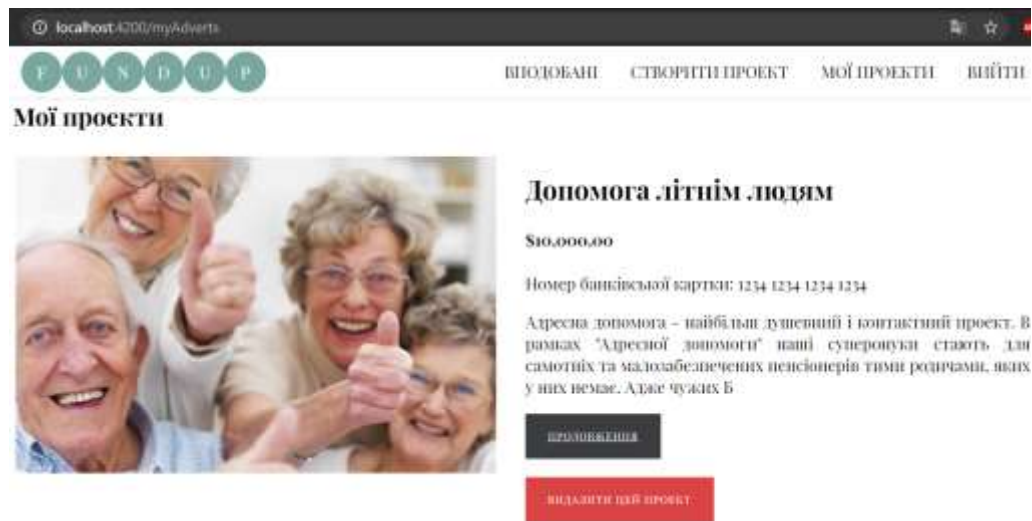 localhost:4200/myAdverts
F U N D U P
ВПОДОБАНІ СТВОРИТИ ПРОЕКТ МОЇ ПРОЕКТИ ВИЙТИ
Мої проекти
Допомога літнім людям
$10,000.00
Номер банківської картки: 1234 1234 1234 1234
Адресна допомога – найбільш душевний і контактний проект. В
рамках "Адресної допомоги" наші суперонуки стають для
самотніх та малозабезпечених пенсіонерів тими родичами, яких
у них немає. Адже чужих Б
ПРОДОВЖЕННЯ
ВИДАЛИТИ ЦЕЙ ПРОЕКТ